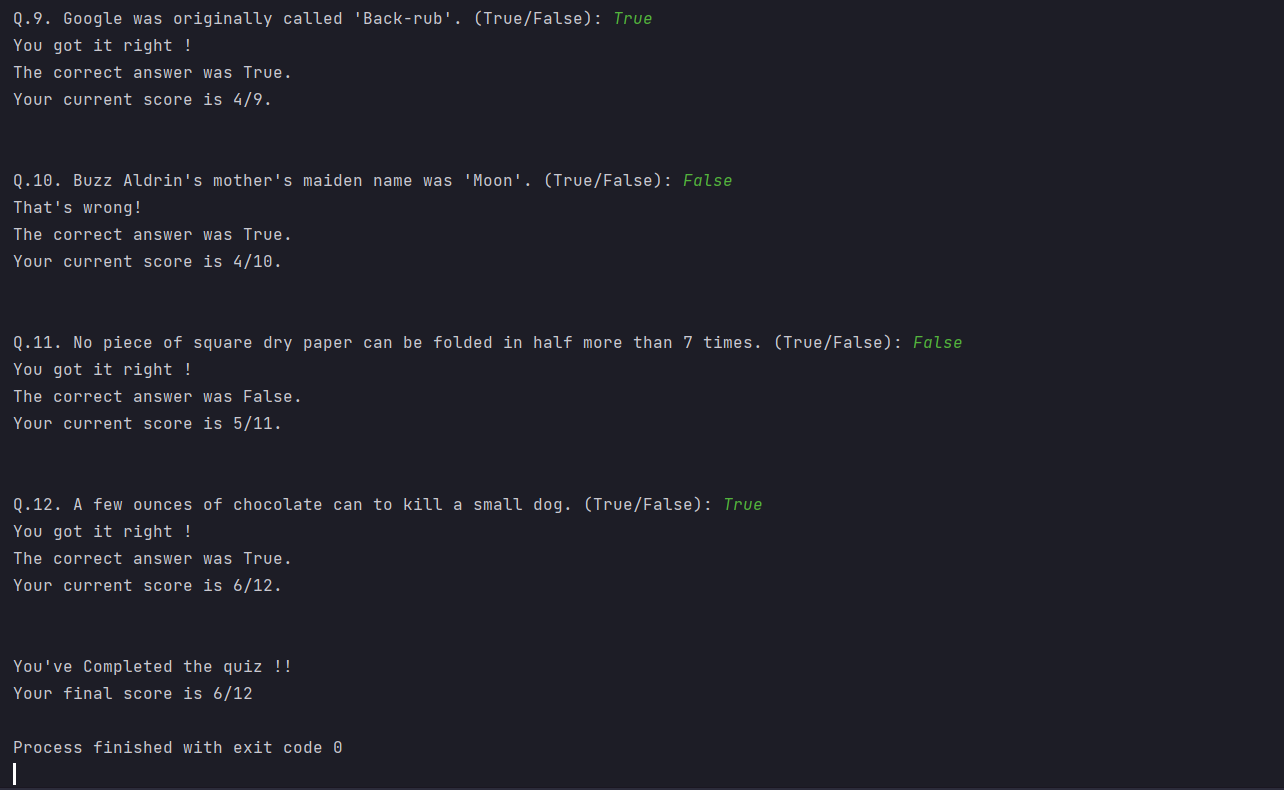 Q.9. Google was originally called 'Back-rub'. (True/False): True
You got it right !
The correct answer was True.
Your current score is 4/9.
Q.10. Buzz Aldrin's mother's maiden name was 'Moon'. (True/False): False
That's wrong!
The correct answer was True.
Your current score is 4/10.
Q.11. No piece of square dry paper can be folded in half more than 7 times. (True/False): False
You got it right !
The correct answer was False.
Your current score is 5/11.
Q.12. A few ounces of chocolate can to kill a small dog. (True/False): True
You got it right !
The correct answer was True.
Your current score is 6/12.
You've Completed the quiz !!
Your final score is 6/12
Process finished with exit code 0